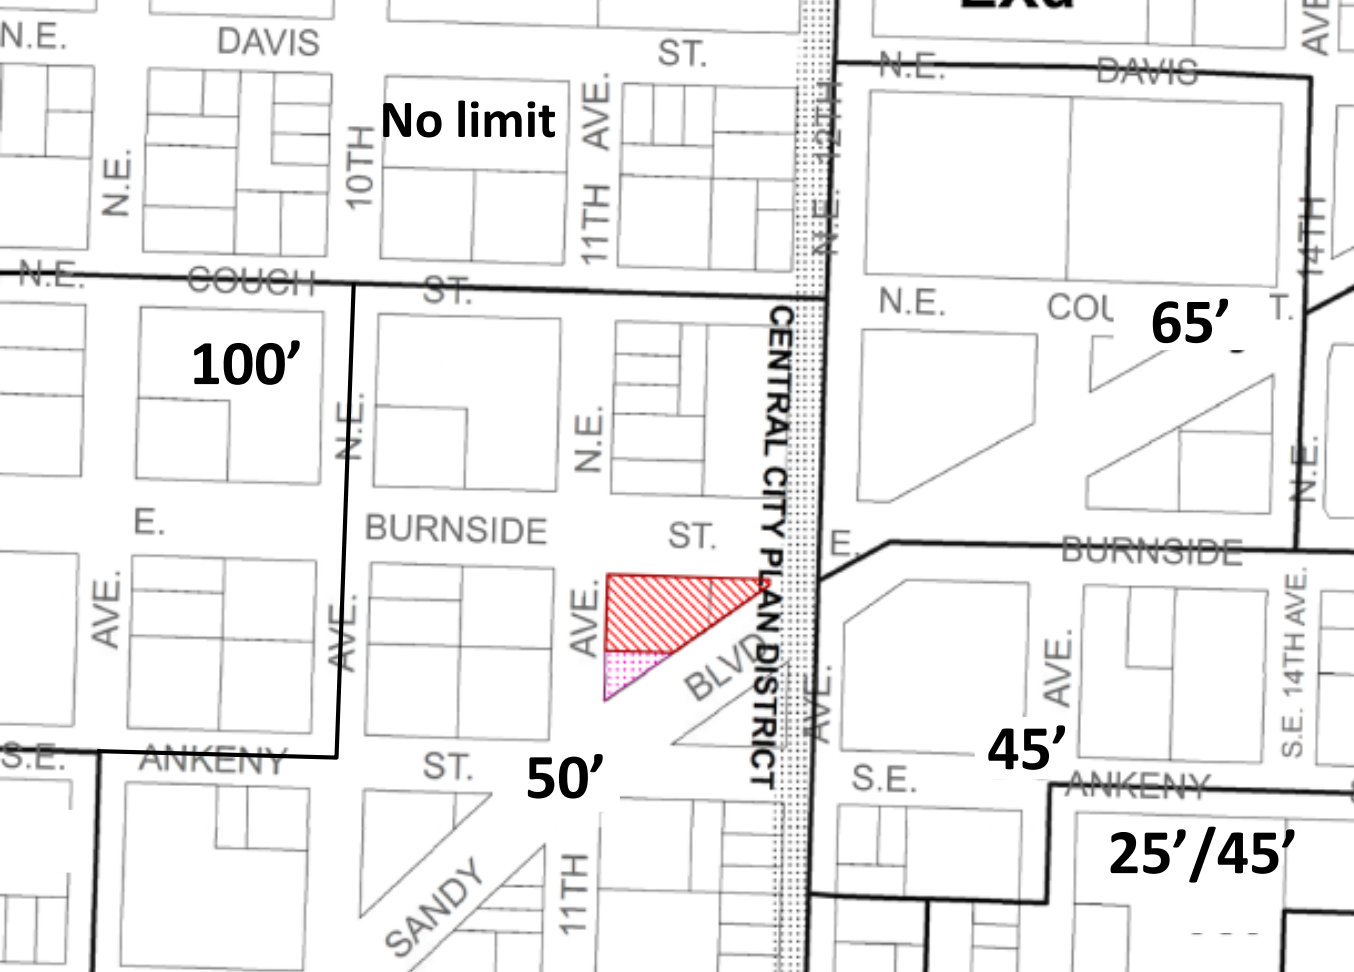 Exd
N.E. DAVIS ST.
N.E. DAVIS
AVE
No limit
N.E.
10TH
11TH AVE.
N.E. 12TH
14TH
N.E. COUCH ST.
N.E.
T.
65’
100’
N.E.
N.E.
N.E.
CENTRAL CITY PLAN DISTRICT
E. BURNSIDE ST.
E. BURNSIDE
AVE.
AVE.
AVE.
BLVD
AVE.
AVE.
S.E. 14TH AVE.
S.E. ANKENY ST.
50’
45’
S.E. ANKENY
25’/45’
SANDY
11TH